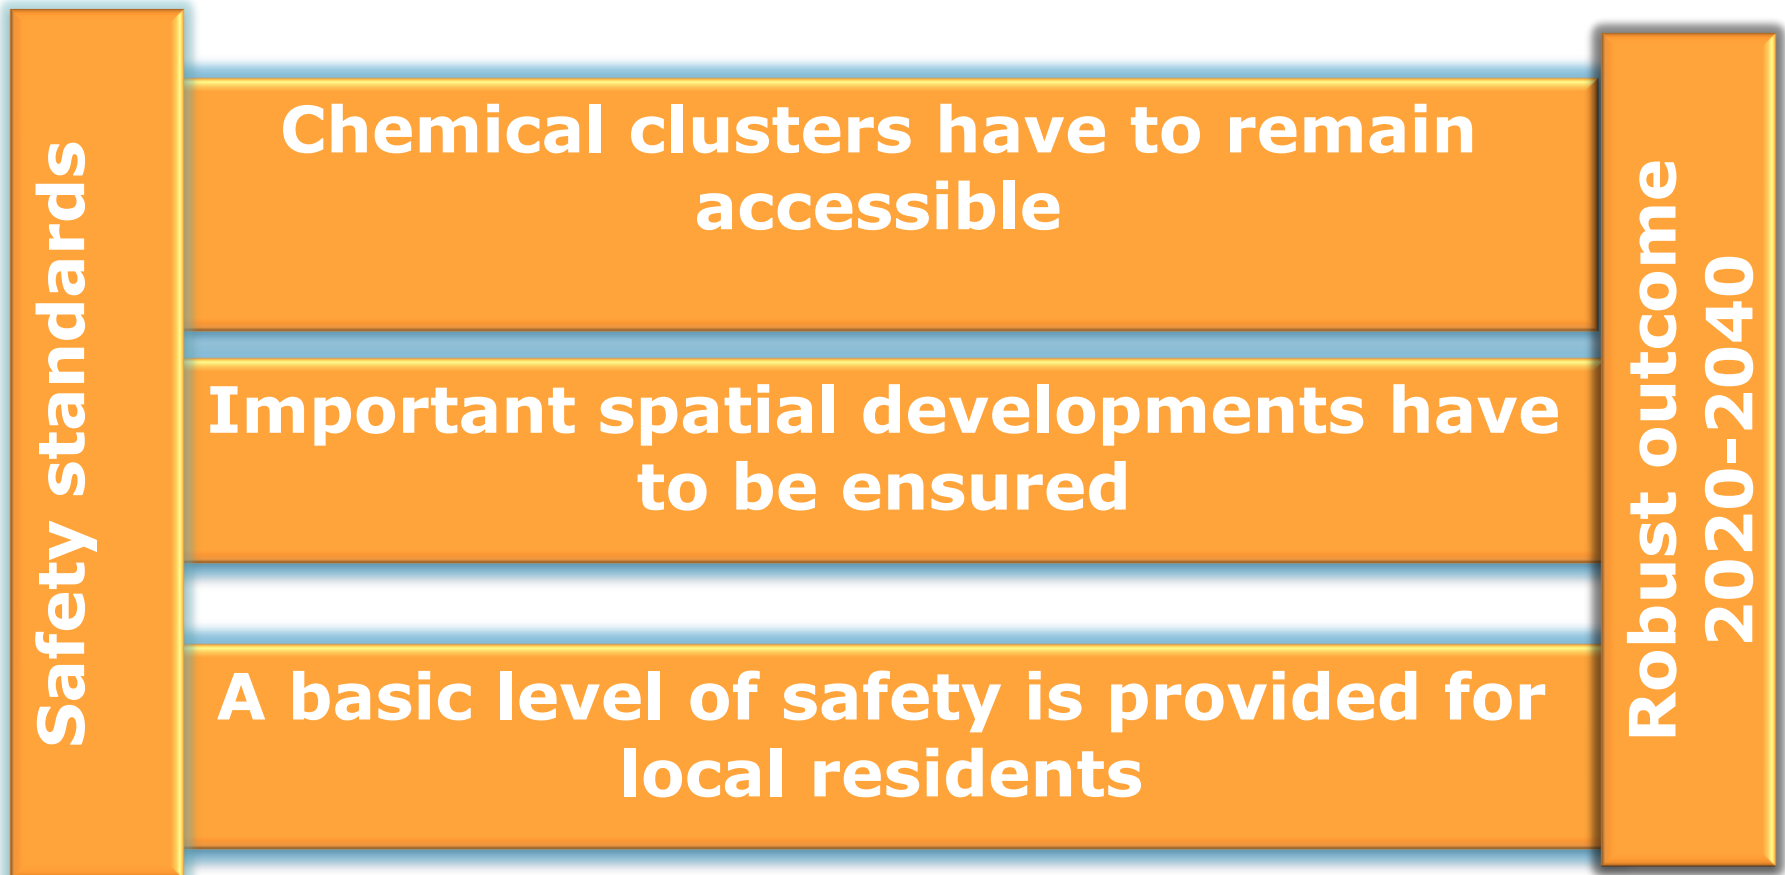 Safety standards
Chemical clusters have to remain
accessible
Important spatial developments have
to be ensured
A basic level of safety is provided for
local residents
Robust outcome
2020-2040